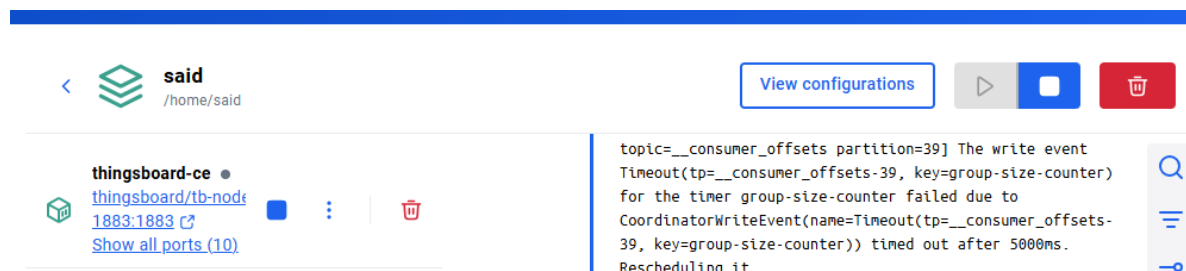 said
/home/said
View configurations
thingsboard-ce
thingsboard/tb-node
1883:1883
Show all ports (10)
topic=__consumer_offsets partition=39] The write event
Timeout(tp=__consumer_offsets-39, key=group-size-counter)
for the timer group-size-counter failed due to
CoordinatorWriteEvent(name=Timeout(tp=__consumer_offsets-
39, key=group-size-counter)) timed out after 5000ms.
Rescheduling it